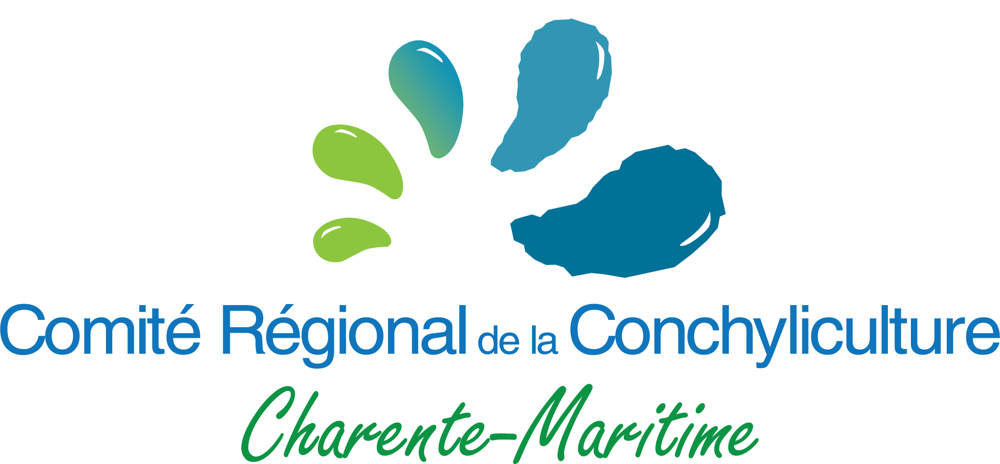 Comité Régional de la Conchyliculture
Charente-Maritime